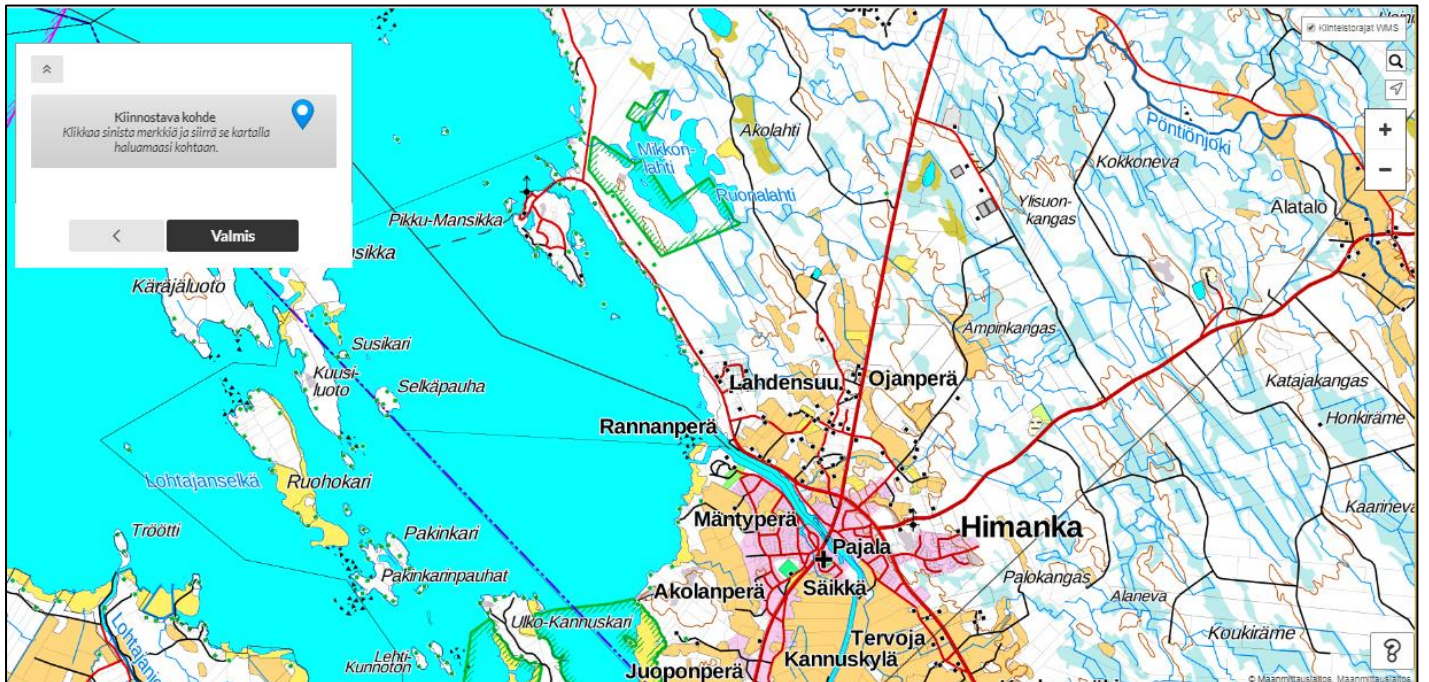 Sipi
Kiinteistörajat WMS
Kiinnostava kohde
Klikkaa sinista merkkiä ja siirrä se kartalla
haluamaasi kohtaan.
Valmis
Akolahti
Mikkon-
lahti
Ruonalahti
Pöntiönjoki
Kokkoneva
Ylisuon-
kangas
Alatalo
Pikku-Mansikka
Käräjäluoto
Susikari
Kuusi-
luoto
Selkäpauha
Ämpinkangas
Lahdensuu
Ojanperä
Katajakangas
Honkiräme
Rannanperä
Lohtajanselkä
Ruohokari
Mäntyperä
Himanka
Kaarineva
Tröötti
Pakinkari
Pajala
Pakinkarinpauhat
Akolanperä
Säikkä
Palokangas
Alaneva
Ulko-Kannuskari
Koukiräme
Lehti-
Kunnoton
Tervoja
Kannuskylä
Juoponperä
© Maanmittauslaitos, Maanmittauslaitos